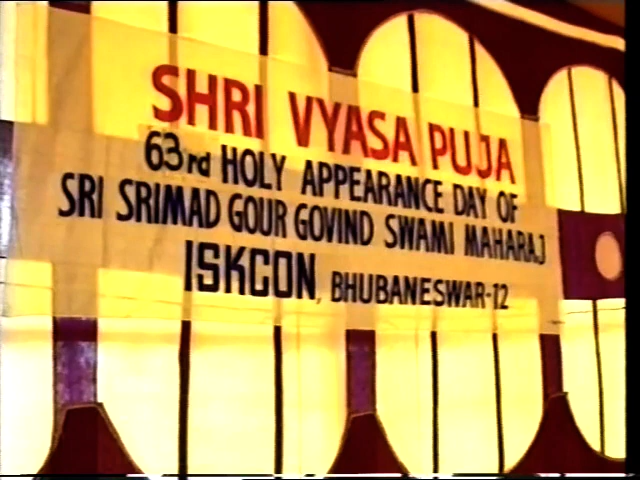 SHRI VYASA PUJA
63rd HOLY APPEARANCE DAY OF
SRI SRIMAD GOUR GOVIND SWAMI MAHARAJ
ISKCON, BHUBANESWAR-12